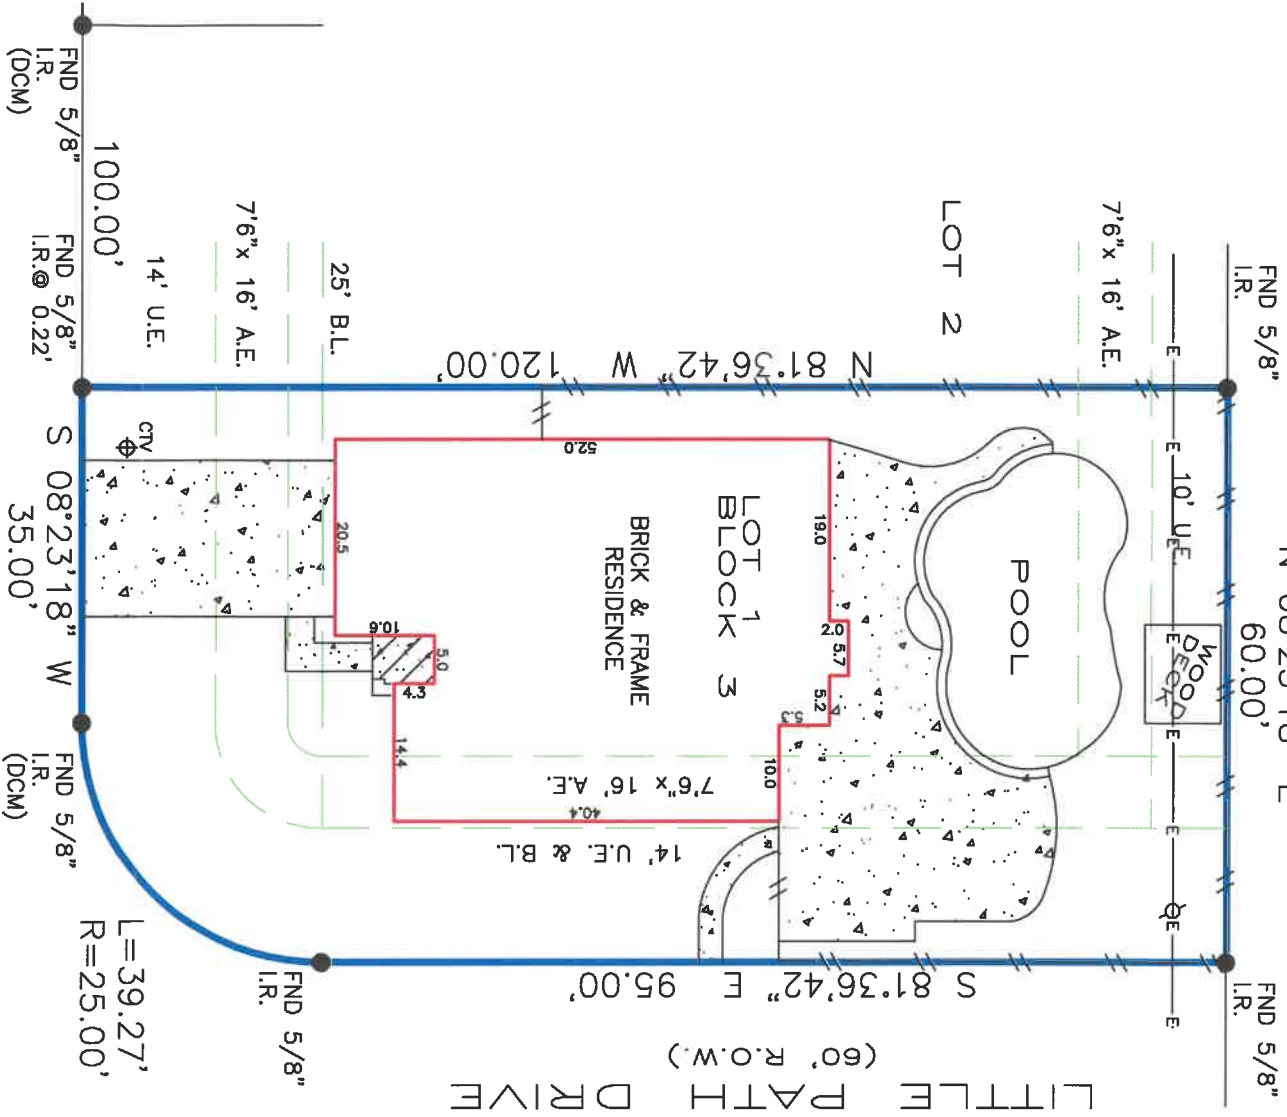 FND 5/8"
I.R.
(DCM)
100.00'
FND 5/8"
I.R.@ 0.22'
14' U.E.
7'6"x 16' A.E.
25' B.L.
LOT 2
7'6"x 16' A.E.
FND 5/8"
I.R.
N 81°36'42" W 120.00'
CTV
S 08°23'18" W
35.00'
52.0
20.5
10.6
5.0
4.3
14.4
40.4
10.0
5.3
5.2
5.7
2.0
19.0
LOT 1
BLOCK 3
BRICK & FRAME
RESIDENCE
POOL
10' U.E.
E
E
E
E
E
E
E
E
WOOD
DECK
60.00'
7'6"x 16' A.E.
14' U.E. & B.L.
FND 5/8"
I.R.
(DCM)
L=39.27'
R=25.00'
FND 5/8"
I.R.
S 81°36'42" E 95.00'
(60' R.O.W.)
LITTLE PATH DRIVE
FND 5/8"
I.R.